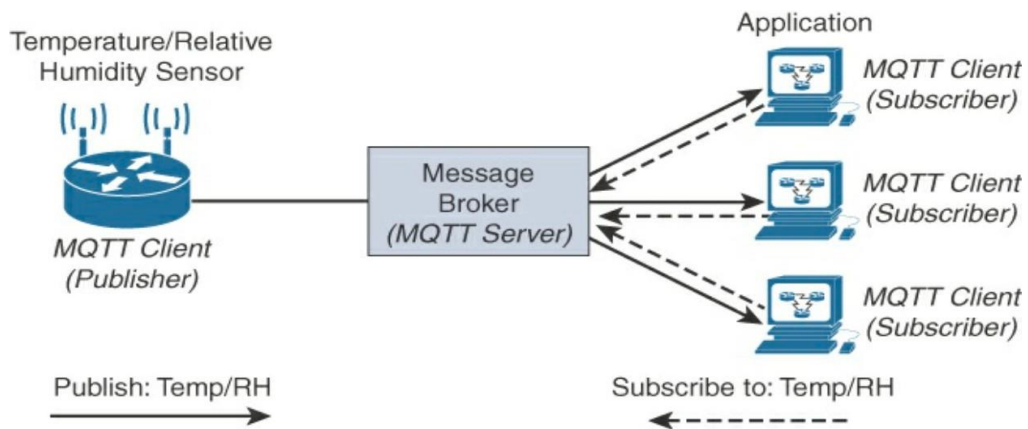 Temperature/Relative
Humidity Sensor
MQTT Client
(Publisher)
Message
Broker
(MQTT Server)
Application
MQTT Client
(Subscriber)
MQTT Client
(Subscriber)
MQTT Client
(Subscriber)
Publish: Temp/RH
Subscribe to: Temp/RH